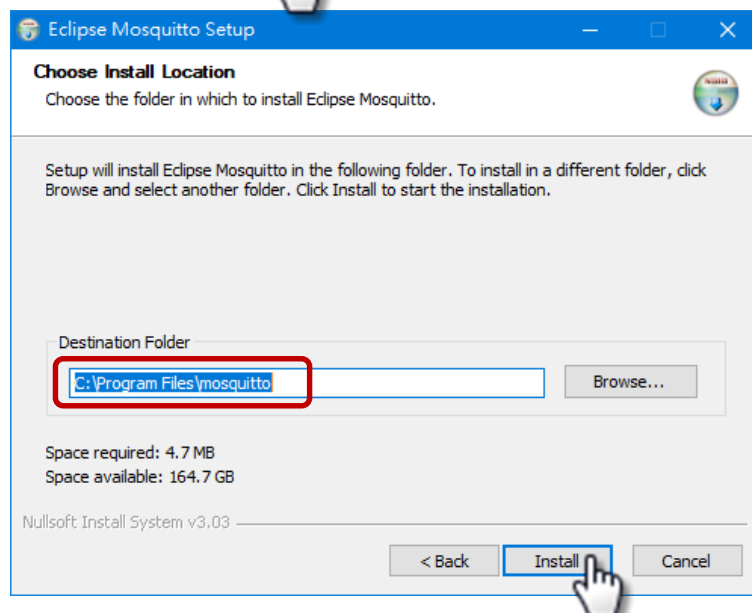 Eclipse Mosquitto Setup
Choose Install Location
Choose the folder in which to install Eclipse Mosquitto.
Setup will install Eclipse Mosquitto in the following folder. To install in a different folder, click
Browse and select another folder. Click Install to start the installation.
Destination Folder
C:\Program Files\mosquitto
Browse...
Space required: 4.7 MB
Space available: 164.7 GB
Nullsoft Install System v3.03
< Back
Install
Cancel